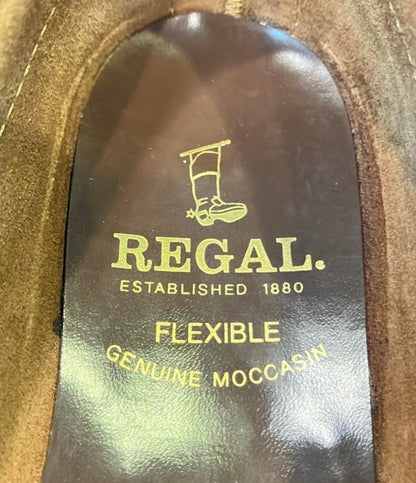 REGAL.
ESTABLISHED 1880
FLEXIBLE
GENUINE MOCCASIN